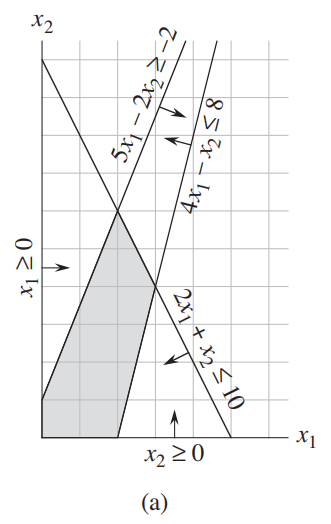 x₂
5x₁ − 2x₂ ≥ −2
4x₁ − x₂ ≤ 8
x₁ ≥ 0
2x₁ + x₂ ≤ 10
x₁
x₂ ≥ 0
(a)